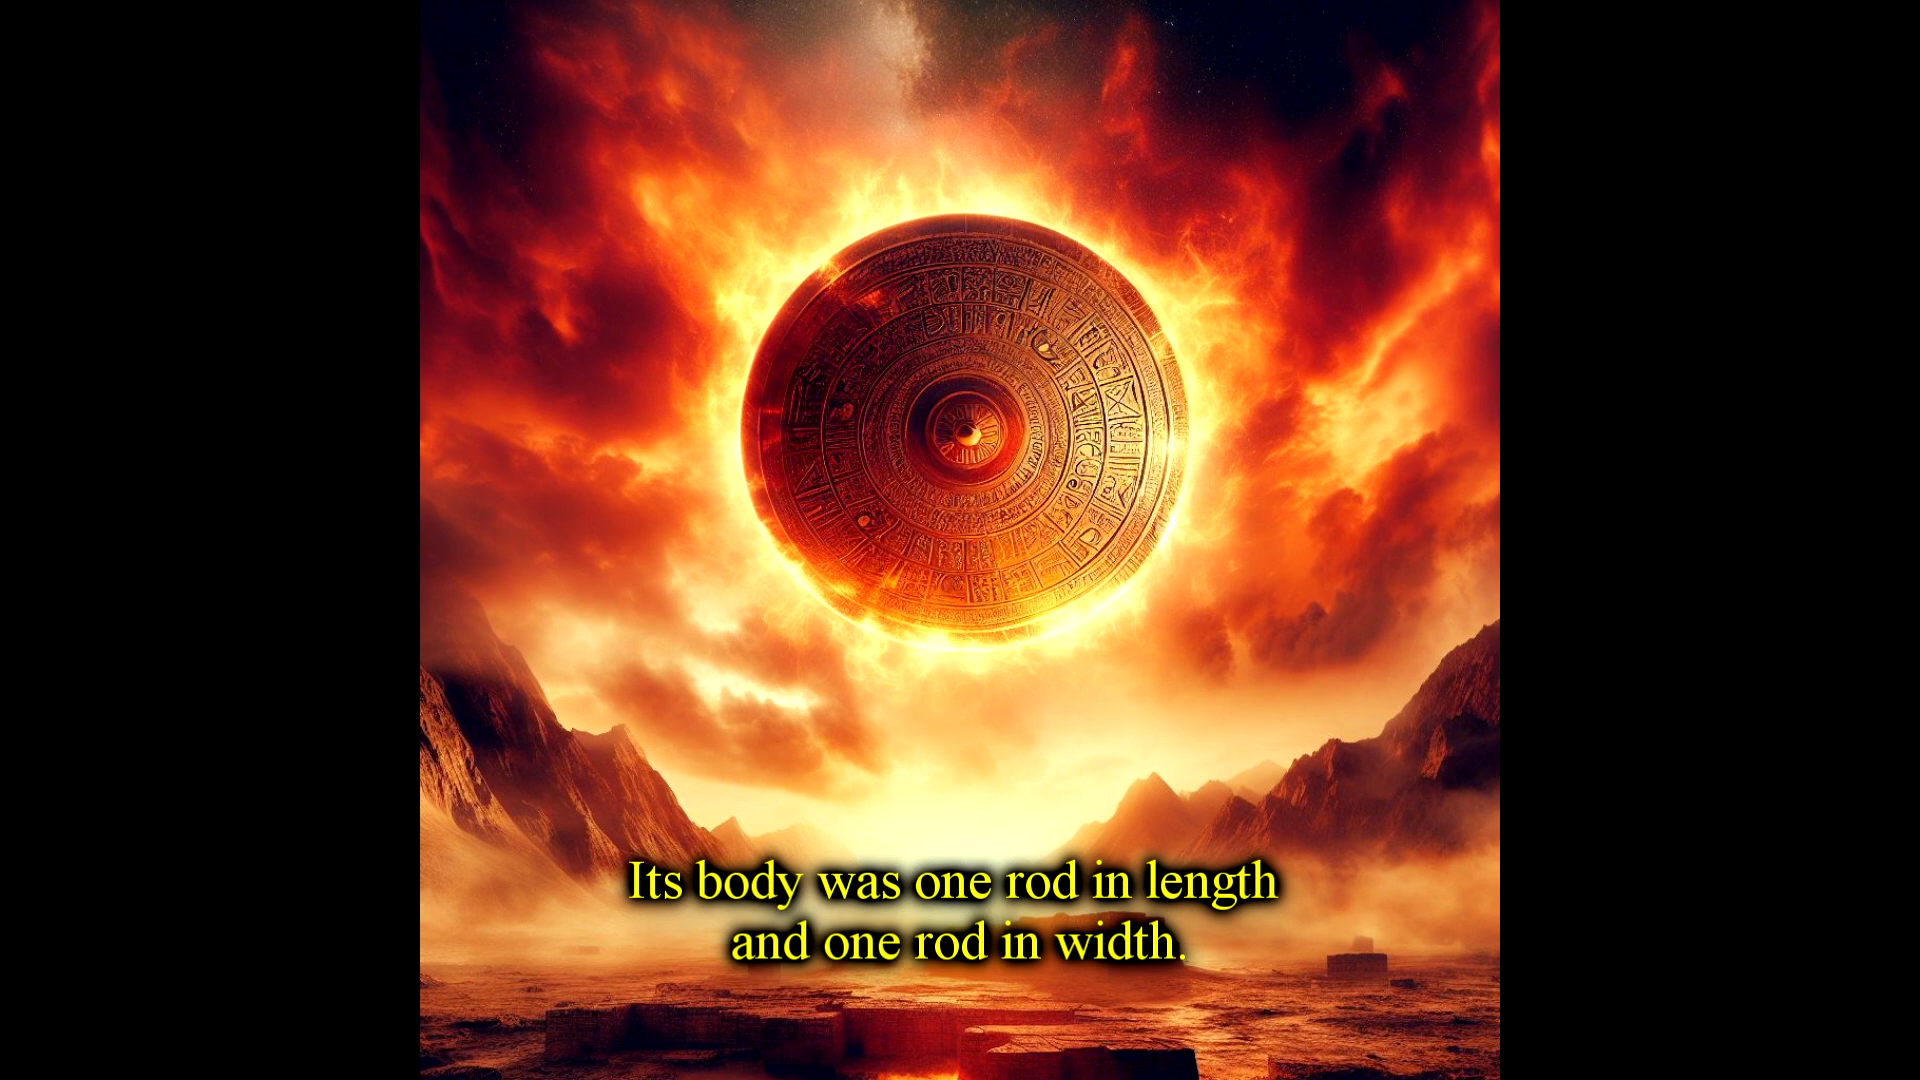 Its body was one rod in length
and one rod in width.